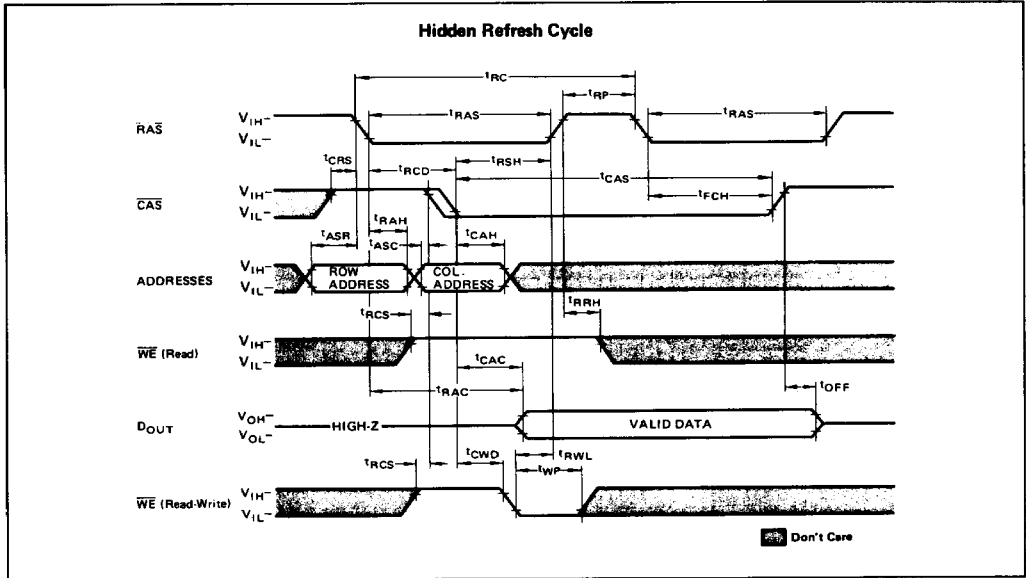 Hidden Refresh Cycle
tRC
tRP
RAS
VIH–
VIL–
tRAS
tRAS
tCRS
tRCD
tRSH
tCAS
CAS
VIH–
VIL–
tFCH
tASR
tRAH
tASC
tCAH
ADDRESSES
VIH–
VIL–
ROW
ADDRESS
COL.
ADDRESS
tRCS
tRRH
WE (Read)
VIH–
VIL–
tCAC
tRAC
tOFF
DOUT
VOH–
VOL–
HIGH-Z
VALID DATA
tRCS
tCWD
tRWL
tWP
WE (Read-Write)
VIH–
VIL–
Don't Care